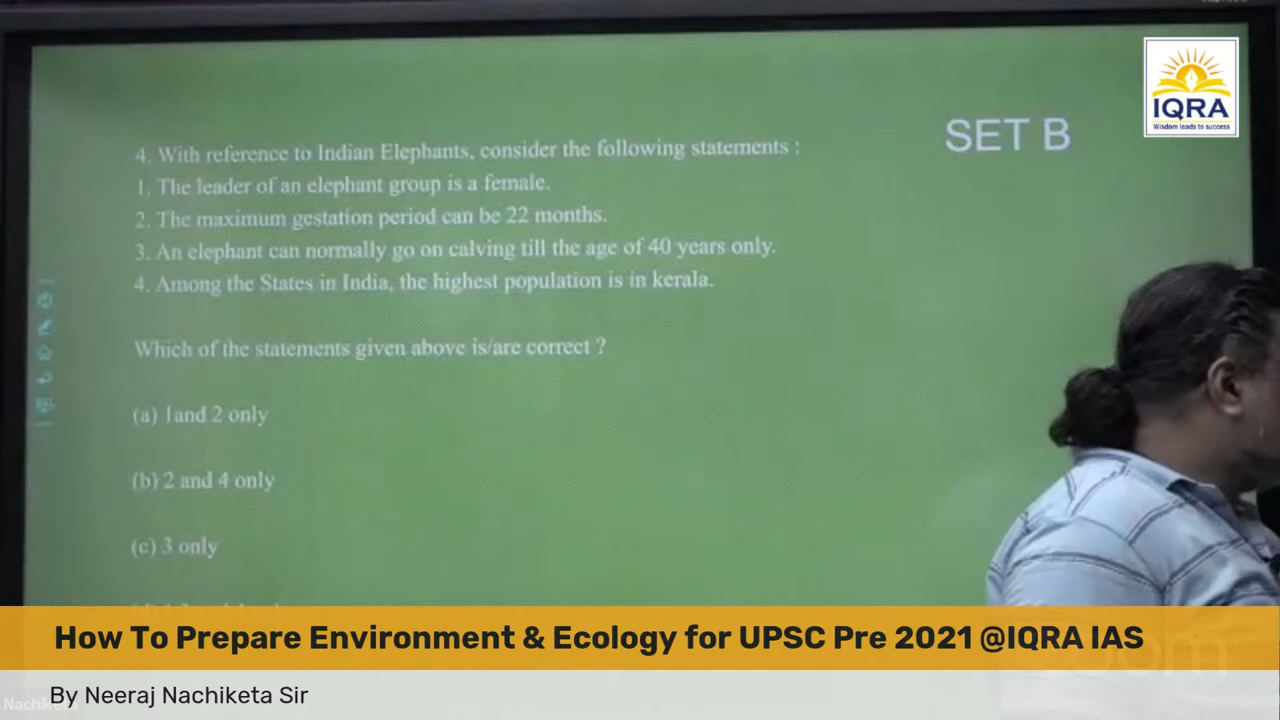 IQRA
Wisdom leads to success
SET B
4. With reference to Indian Elephants, consider the following statements :
1. The leader of an elephant group is a female.
2. The maximum gestation period can be 22 months.
3. An elephant can normally go on calving till the age of 40 years only.
4. Among the States in India, the highest population is in kerala.
Which of the statements given above is/are correct ?
(a) 1and 2 only
(b) 2 and 4 only
(c) 3 only
How To Prepare Environment & Ecology for UPSC Pre 2021 @IQRA IAS
zoom
By Neeraj Nachiketa Sir